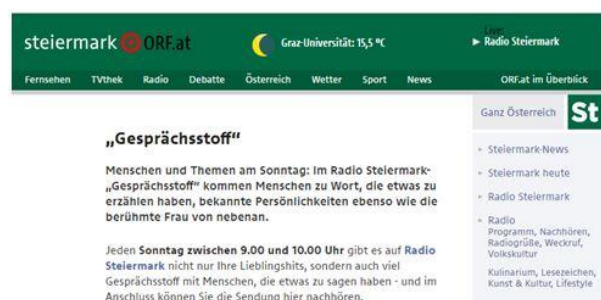 steiermark ORF.at
Graz-Universität: 15,5 °C
Live:
Radio Steiermark
Fernsehen TVthek Radio Debatte Österreich Wetter Sport News ORF.at im Überblick
Ganz Österreich St
„Gesprächsstoff“
Menschen und Themen am Sonntag: Im Radio Steiermark-
„Gesprächsstoff“ kommen Menschen zu Wort, die etwas zu
erzählen haben, bekannte Persönlichkeiten ebenso wie die
berühmte Frau von nebenan.
Jeden Sonntag zwischen 9.00 und 10.00 Uhr gibt es auf Radio
Steiermark nicht nur Ihre Lieblingshits, sondern auch viel
Gesprächsstoff mit Menschen, die etwas zu sagen haben - und im
Anschluss können Sie die Sendung hier nachhören.
Steiermark-News
Steiermark heute
Radio Steiermark
Radio
Programm, Nachhören,
Radiogrüße, Weckruf,
Volkskultur
Kulinarium, Lesezeichen,
Kunst & Kultur, Lifestyle